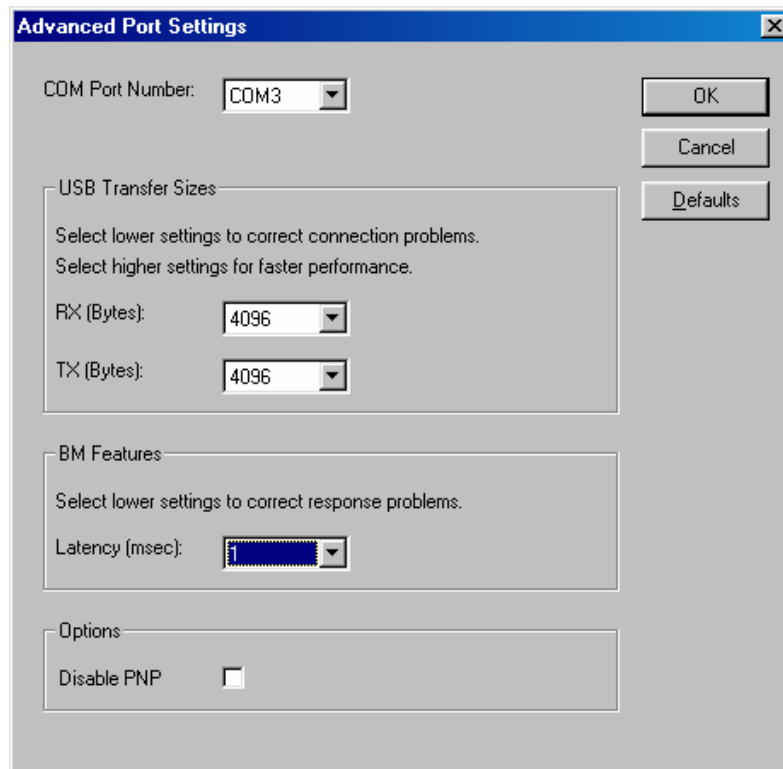 Advanced Port Settings
COM Port Number:
COM3
OK
Cancel
Defaults
USB Transfer Sizes
Select lower settings to correct connection problems.
Select higher settings for faster performance.
RX (Bytes):
4096
TX (Bytes):
4096
BM Features
Select lower settings to correct response problems.
Latency (msec):
1
Options
Disable PNP